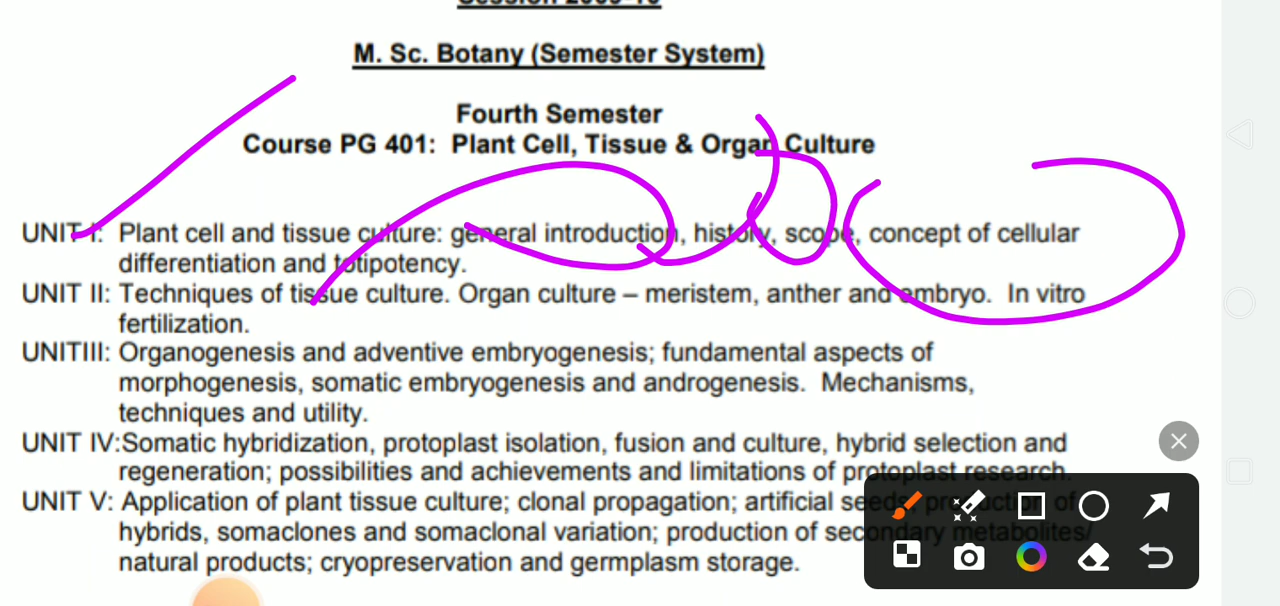 Session 2009-10
M. Sc. Botany (Semester System)
Fourth Semester
Course PG 401: Plant Cell, Tissue & Organ Culture
UNIT I: Plant cell and tissue culture: general introduction, history, scope, concept of cellular
differentiation and totipotency.
UNIT II: Techniques of tissue culture. Organ culture – meristem, anther and embryo. In vitro
fertilization.
UNITIII: Organogenesis and adventive embryogenesis; fundamental aspects of
morphogenesis, somatic embryogenesis and androgenesis. Mechanisms,
techniques and utility.
UNIT IV:Somatic hybridization, protoplast isolation, fusion and culture, hybrid selection and
regeneration; possibilities and achievements and limitations of protoplast research.
UNIT V: Application of plant tissue culture; clonal propagation; artificial seeds; production of
hybrids, somaclones and somaclonal variation; production of secondary metabolites/
natural products; cryopreservation and germplasm storage.